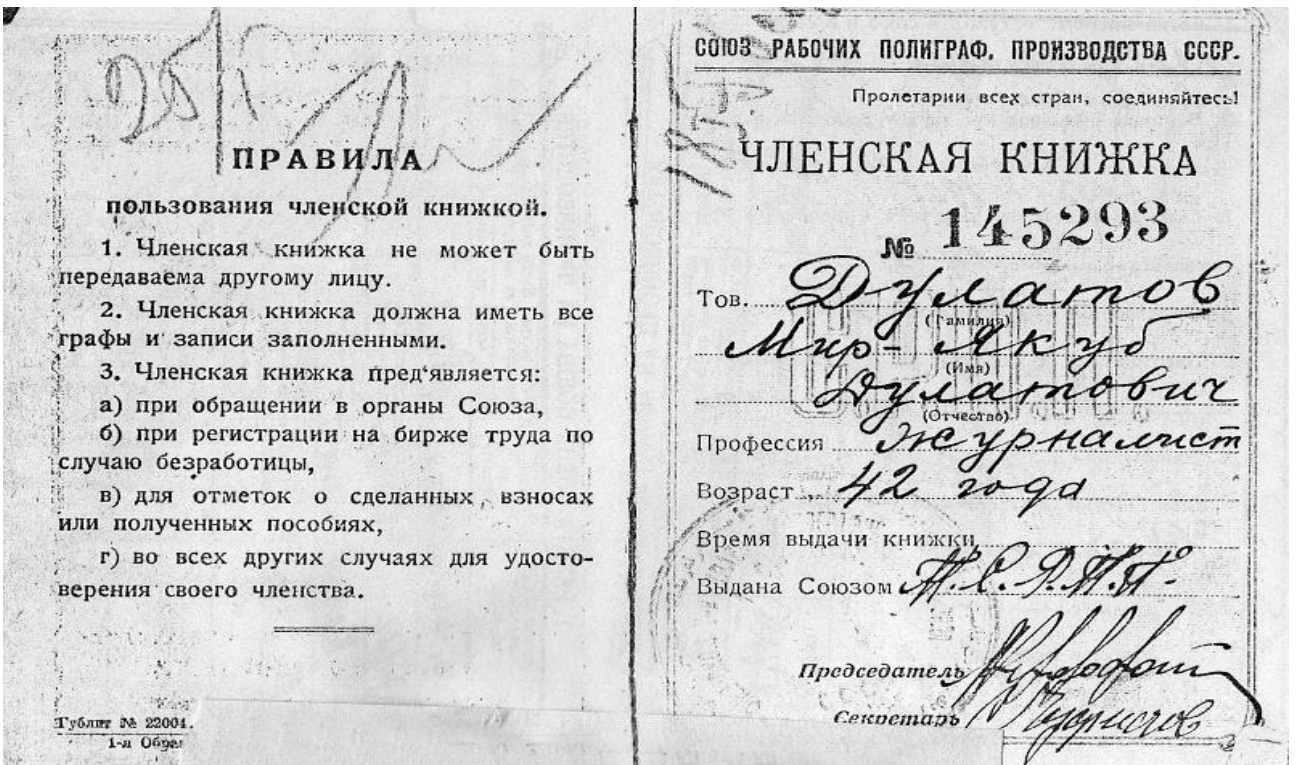 ПРАВИЛА
пользования членской книжкой.
1. Членская книжка не может быть
передаваема другому лицу.
2. Членская книжка должна иметь все
графы и записи заполненными.
3. Членская книжка пред‘является:
а) при обращении в органы Союза,
б) при регистрации на бирже труда по
случаю безработицы,
в) для отметок о сделанных взносах
или полученных пособиях,
г) во всех других случаях для удосто-
верения своего членства.
Гублит № 22001.
1-я
СОЮЗ РАБОЧИХ ПОЛИГРАФ. ПРОИЗВОДСТВА СССР.
Пролетарии всех стран, соединяйтесь!
ЧЛЕНСКАЯ КНИЖКА
№ 145293
Тов. Дулатов
(Фамилия)
Мир-Якуб
(Имя)
Дулатович
(Отчество)
Профессия Журналист
Возраст 42 года
Время выдачи книжки
Выдана Союзом
Председатель
Секретарь